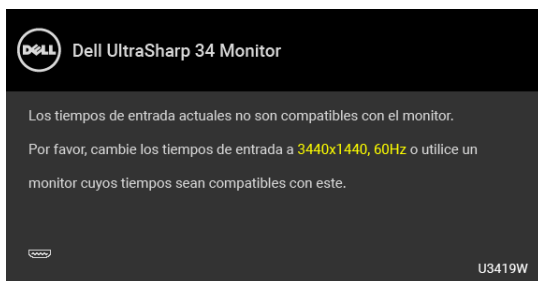 DELL
Dell UltraSharp 34 Monitor
Los tiempos de entrada actuales no son compatibles con el monitor.
Por favor, cambie los tiempos de entrada a 3440x1440, 60Hz o utilice un
monitor cuyos tiempos sean compatibles con este.
U3419W